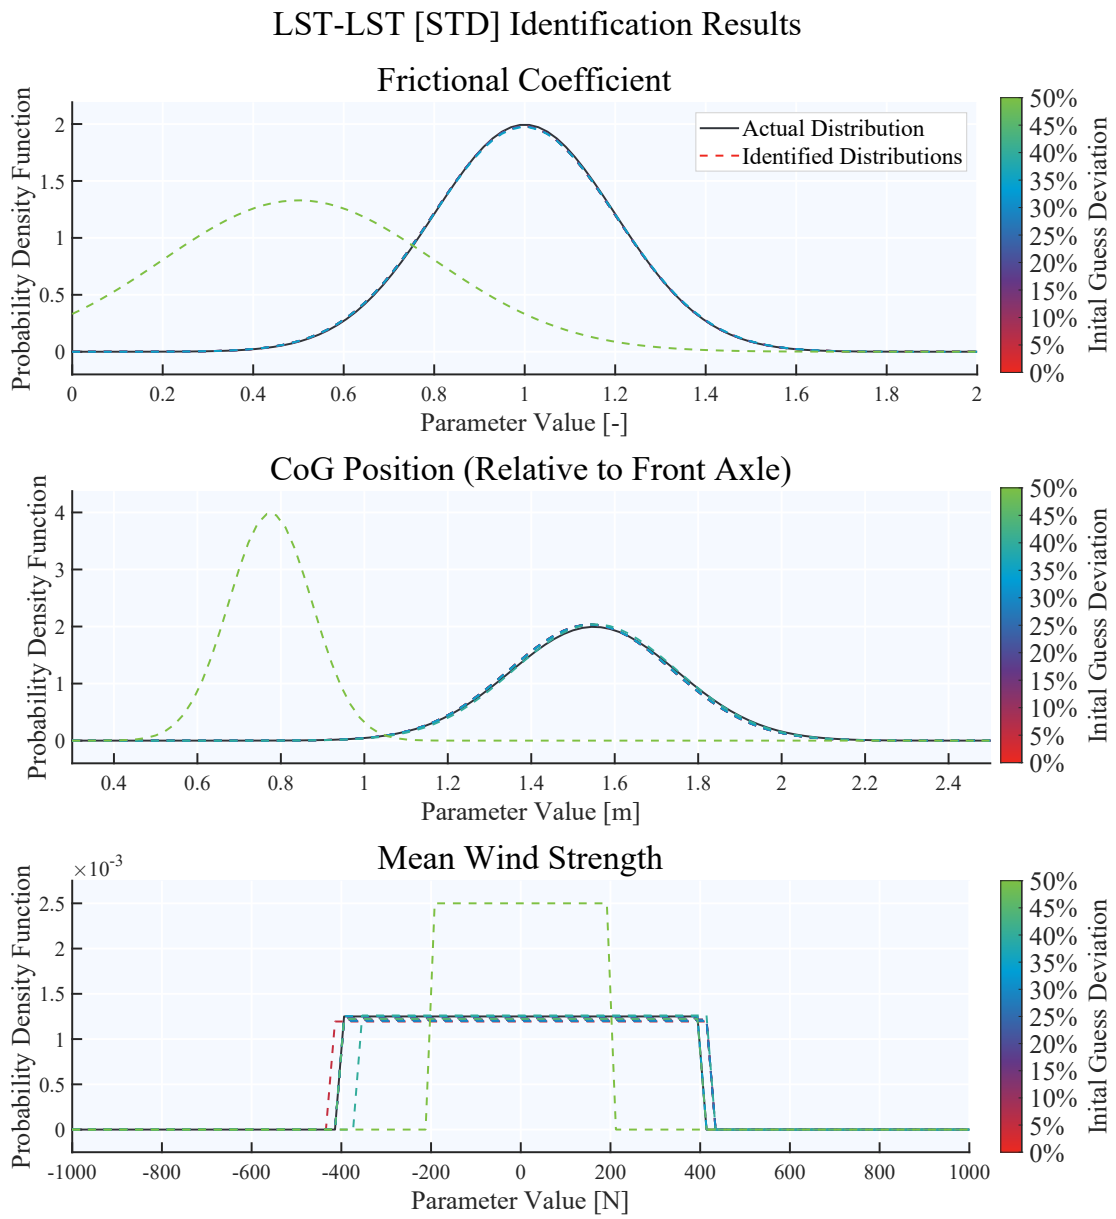 LST-LST [STD] Identification Results
Frictional Coefficient
Probability Density Function
2
1.5
1
0.5
0
0 0.2 0.4 0.6 0.8 1 1.2 1.4 1.6 1.8 2
Parameter Value [-]
Actual Distribution
Identified Distributions
50%
45%
40%
35%
30%
25%
20%
15%
10%
5%
0%
Inital Guess Deviation
CoG Position (Relative to Front Axle)
Probability Density Function
4
3
2
1
0
0.4 0.6 0.8 1 1.2 1.4 1.6 1.8 2 2.2 2.4
Parameter Value [m]
50%
45%
40%
35%
30%
25%
20%
15%
10%
5%
0%
Inital Guess Deviation
Mean Wind Strength
×10-3
Probability Density Function
2.5
2
1.5
1
0.5
0
-1000 -800 -600 -400 -200 0 200 400 600 800 1000
Parameter Value [N]
50%
45%
40%
35%
30%
25%
20%
15%
10%
5%
0%
Inital Guess Deviation